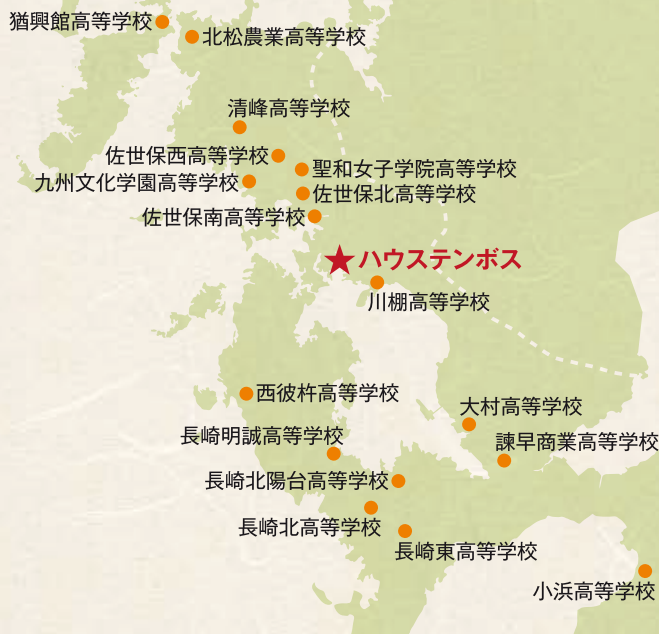 猶興館高等学校
北松農業高等学校
清峰高等学校
佐世保西高等学校
聖和女子学院高等学校
九州文化学園高等学校
佐世保北高等学校
佐世保南高等学校
ハウステンボス
川棚高等学校
西彼杵高等学校
大村高等学校
長崎明誠高等学校
諫早商業高等学校
長崎北陽台高等学校
長崎北高等学校
長崎東高等学校
小浜高等学校